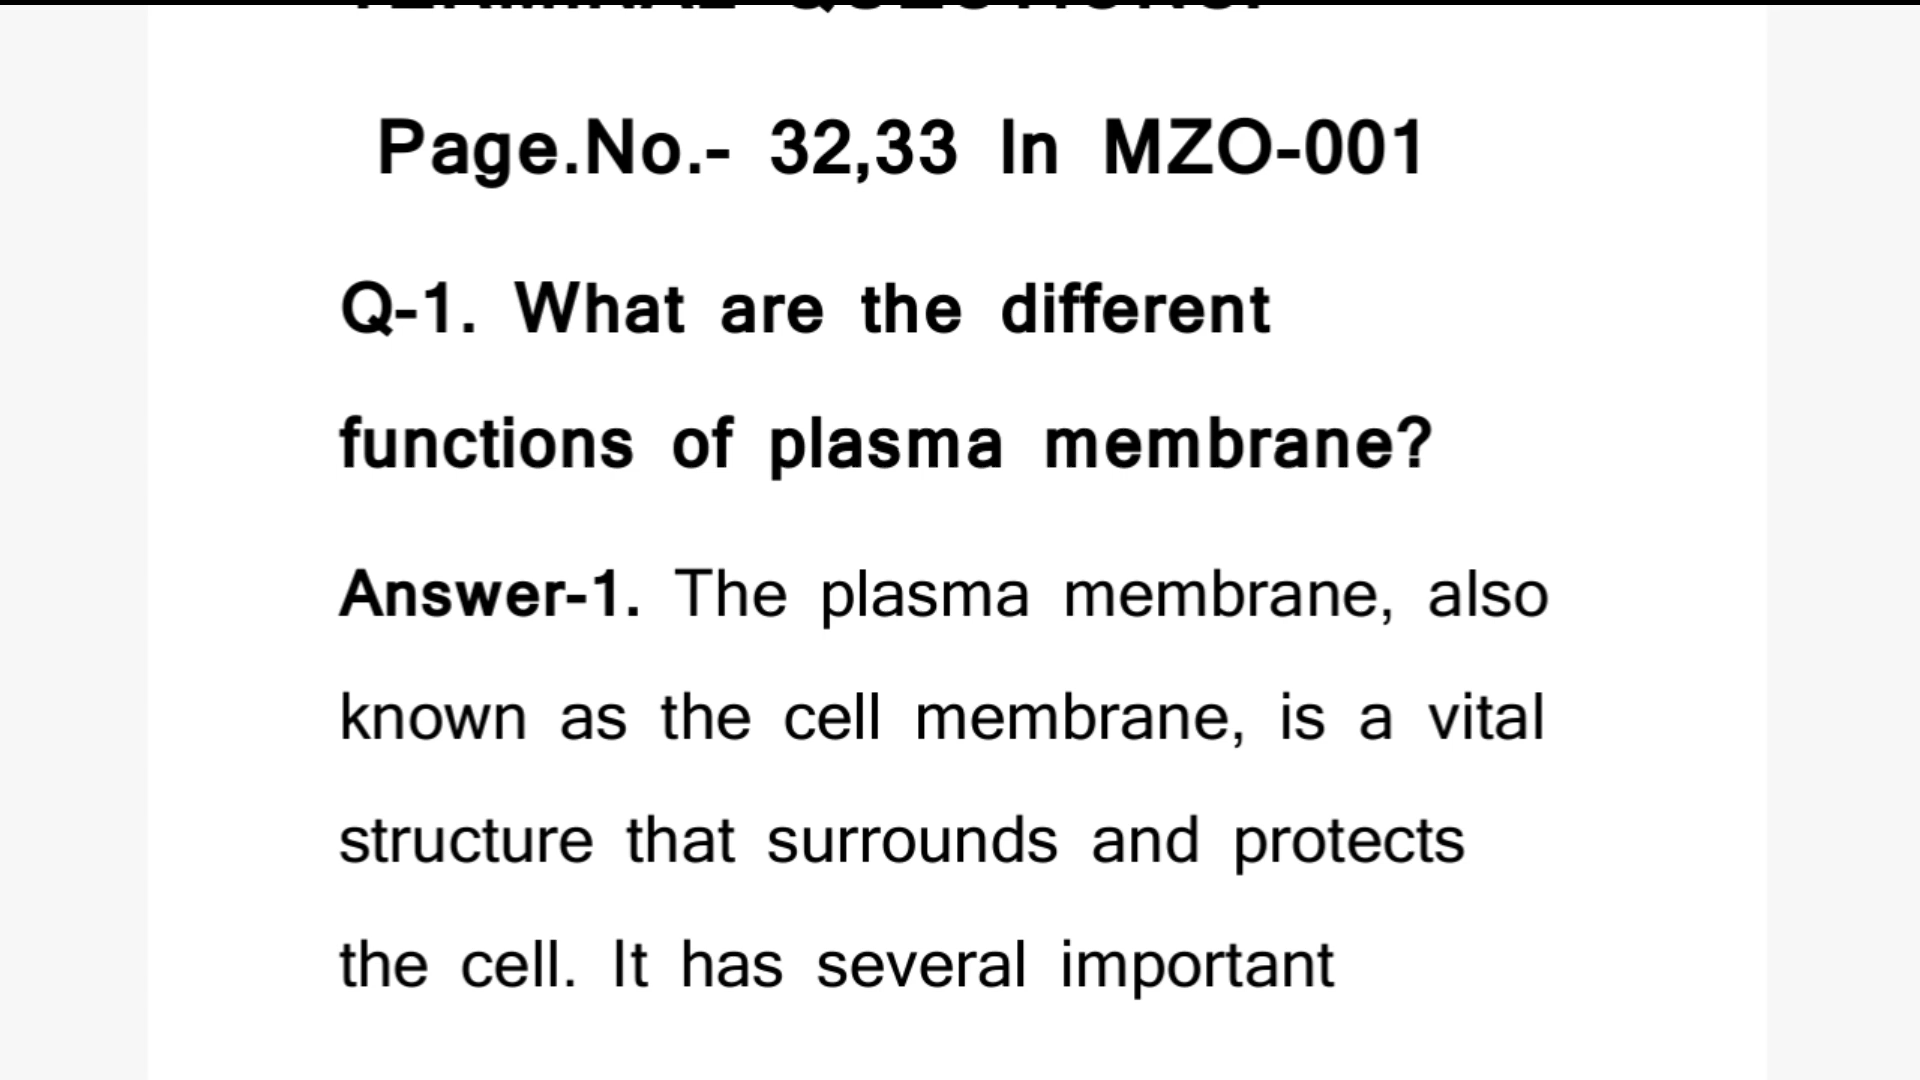 Page.No.- 32,33 In MZO-001
Q-1. What are the different
functions of plasma membrane?
Answer-1. The plasma membrane, also
known as the cell membrane, is a vital
structure that surrounds and protects
the cell. It has several important